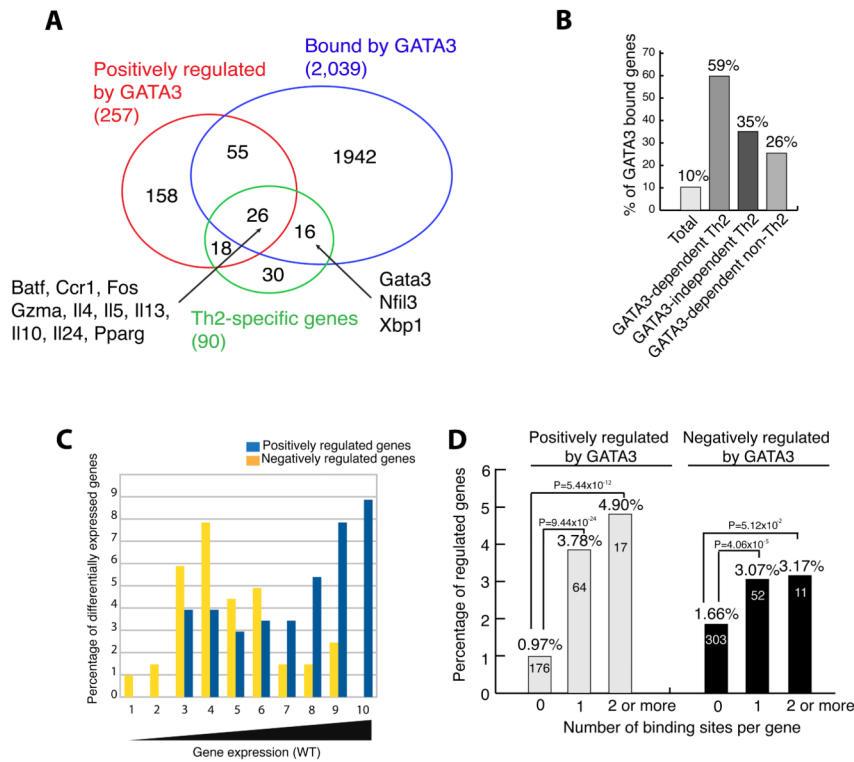 A
Bound by GATA3
(2,039)
Positively regulated
by GATA3
(257)
55
1942
158
26
16
18
30
Batf, Ccr1, Fos
Gzma, Il4, Il5, Il13,
Il10, Il24, Pparg
Gata3
Nfil3
Xbp1
Th2-specific genes
(90)
B
% of GATA3 bound genes
70
60
50
40
30
20
10
0
10%
59%
35%
26%
Total
GATA3-dependent Th2
GATA3-independent Th2
GATA3-dependent non-Th2
C
Positively regulated genes
Negatively regulated genes
Percentage of differentially expressed genes
9
8
7
6
5
4
3
2
1
0
1 2 3 4 5 6 7 8 9 10
Gene expression (WT)
D
Positively regulated
by GATA3
Negatively regulated
by GATA3
Percentage of regulated genes
6
5
4
3
2
1
0
P=5.44x10-12
P=9.44x10-24
0.97%
176
3.78%
64
4.90%
17
P=5.12x10-2
P=4.06x10-5
1.66%
303
3.07%
52
3.17%
11
0 1 2 or more 0 1 2 or more
Number of binding sites per gene